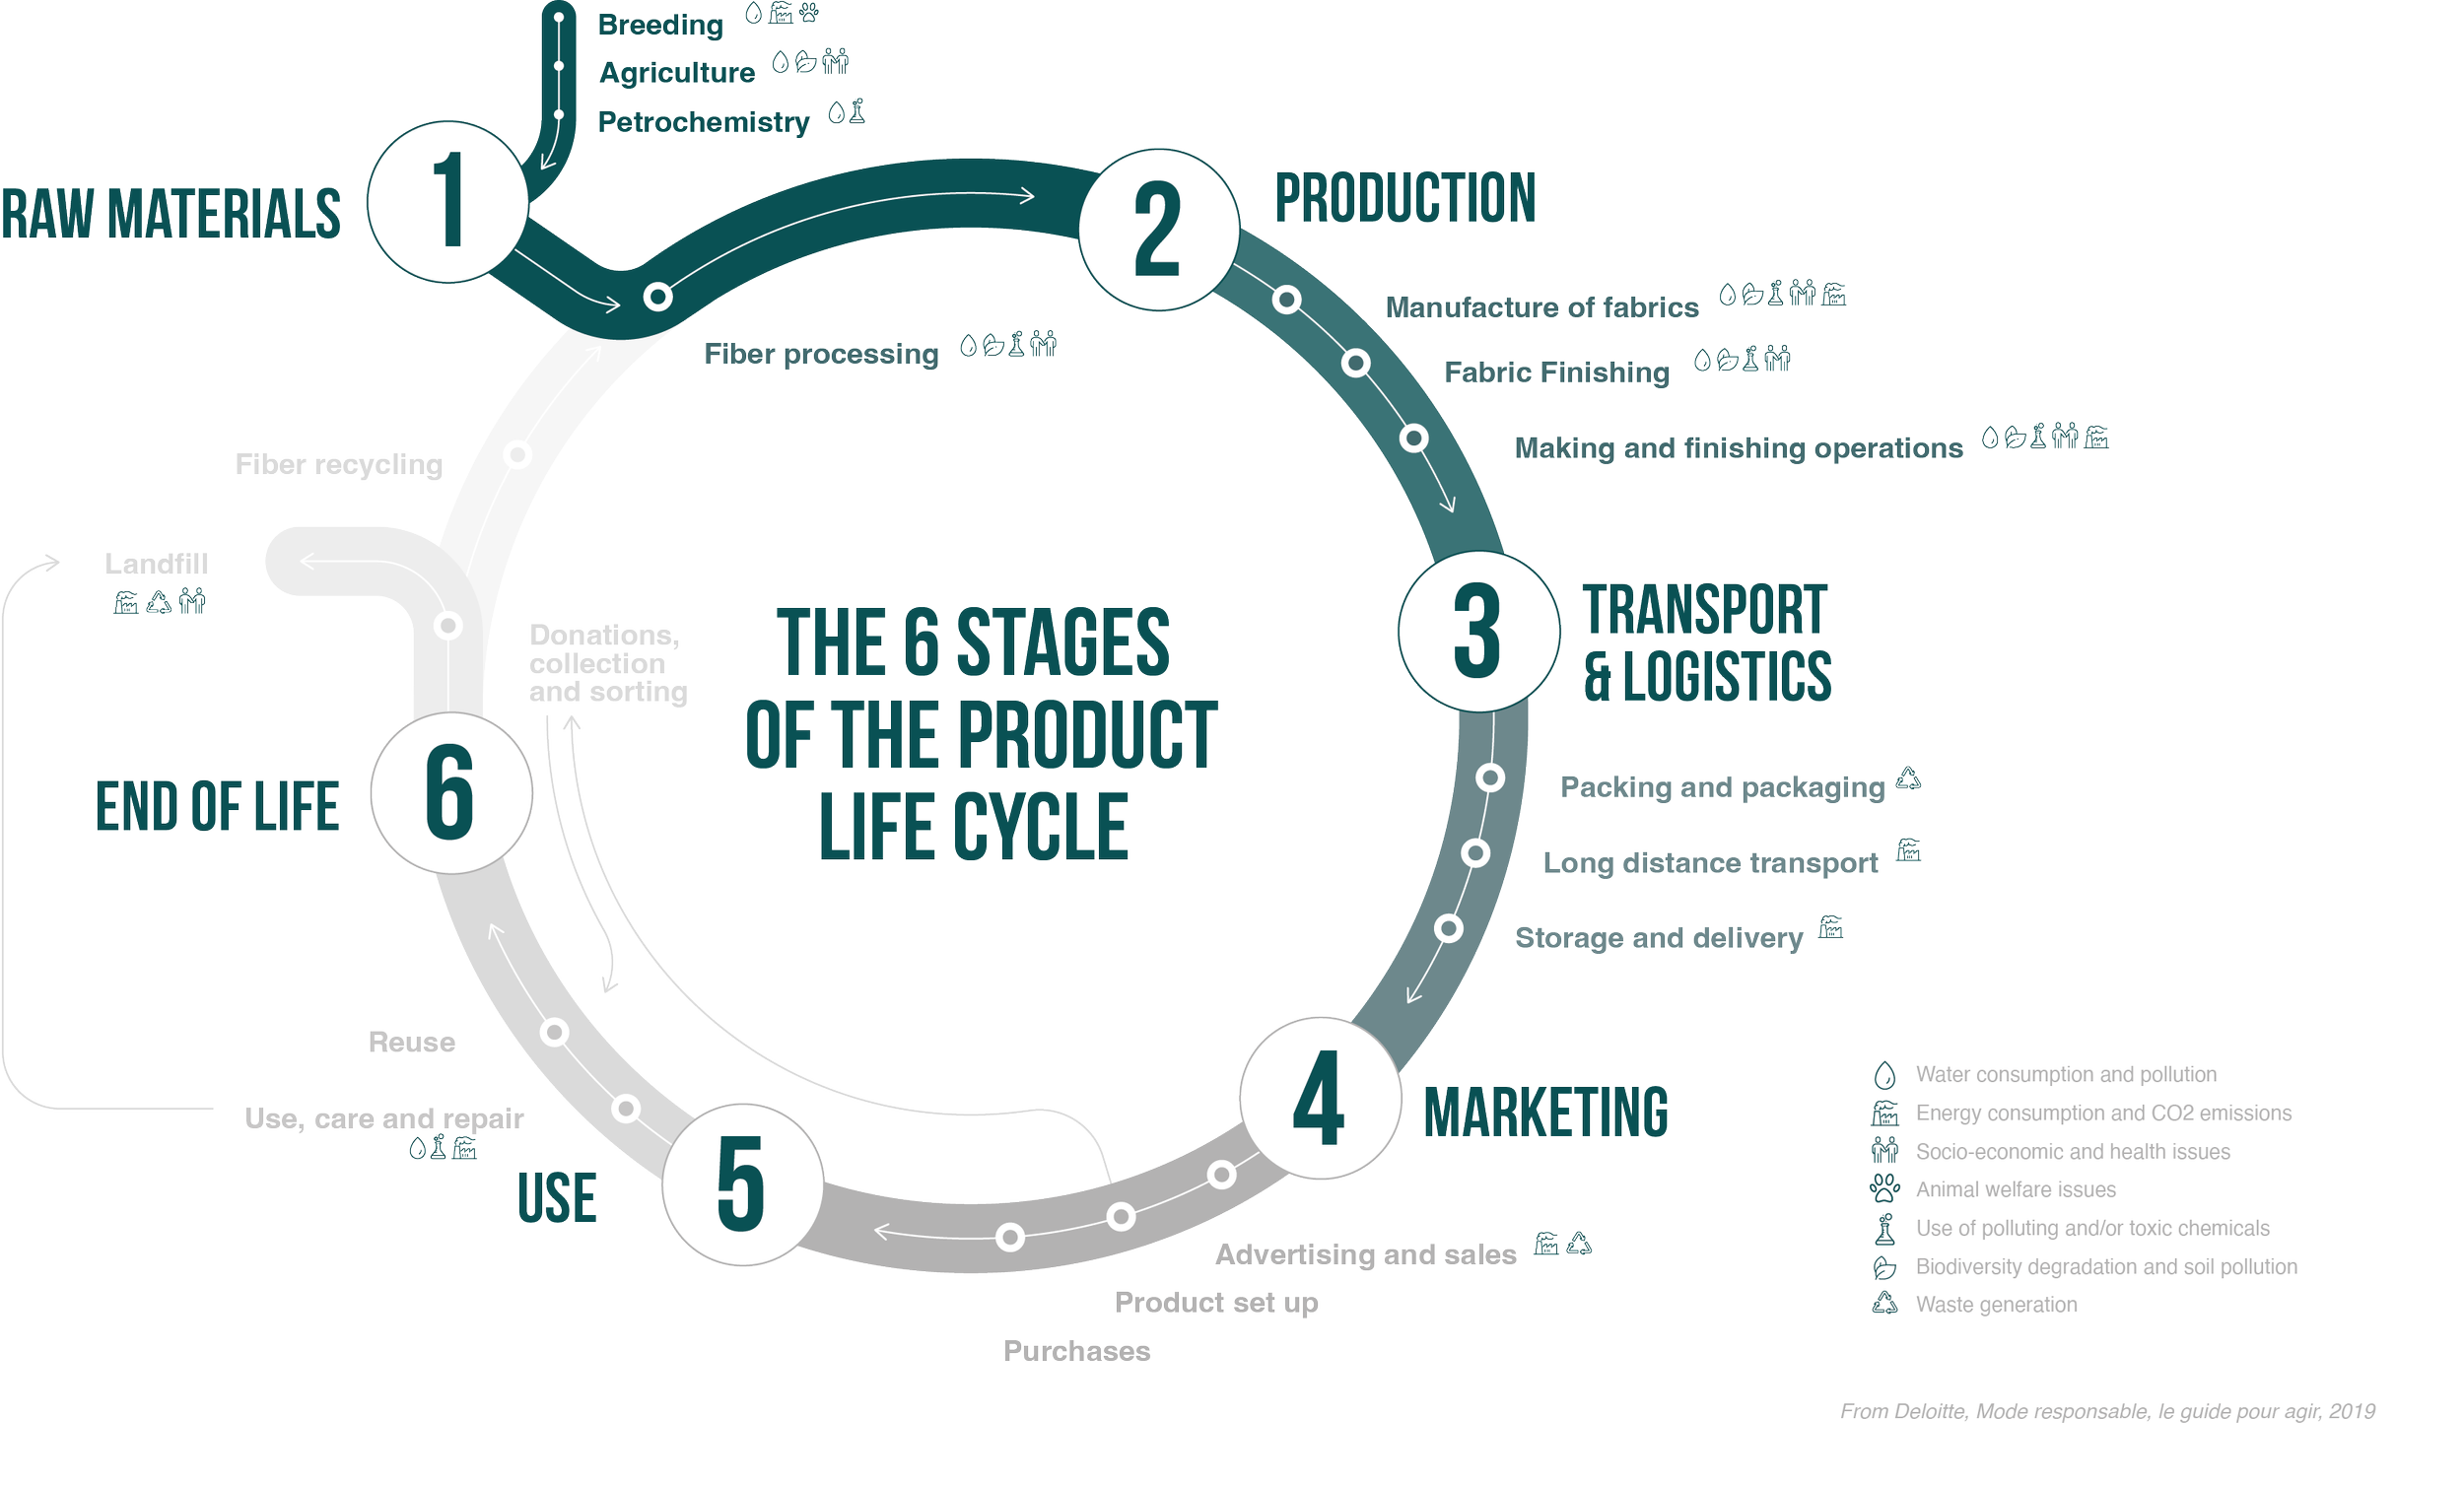 Breeding
Agriculture
Petrochemistry
1
RAW MATERIALS
2
PRODUCTION
Fiber processing
Manufacture of fabrics
Fabric Finishing
Making and finishing operations
Fiber recycling
Landfill
Donations,
collection
and sorting
THE 6 STAGES
OF THE PRODUCT
LIFE CYCLE
3
TRANSPORT
& LOGISTICS
6
END OF LIFE
Packing and packaging
Long distance transport
Storage and delivery
Reuse
Use, care and repair
5
USE
4
MARKETING
Advertising and sales
Product set up
Purchases
Water consumption and pollution
Energy consumption and CO2 emissions
Socio-economic and health issues
Animal welfare issues
Use of polluting and/or toxic chemicals
Biodiversity degradation and soil pollution
Waste generation
From Deloitte, Mode responsable, le guide pour agir, 2019